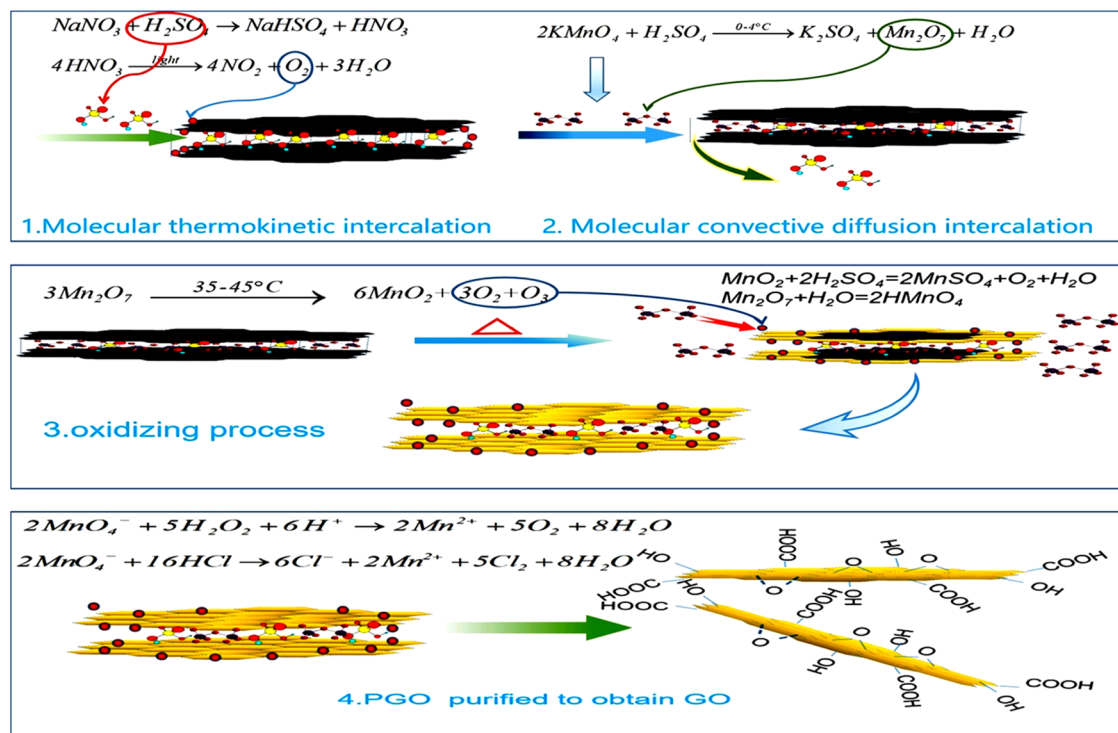 NaNO3 + H2SO4 → NaHSO4 + HNO3
4HNO3 light→ 4NO2 + O2 + 3H2O
1.Molecular thermokinetic intercalation
2KMnO4 + H2SO4 0-4°C→ K2SO4 + Mn2O7 + H2O
2. Molecular convective diffusion intercalation
3Mn2O7 35-45°C→ 6MnO2+ 3O2+O3
MnO2+2H2SO4=2MnSO4+O2+H2O
Mn2O7+H2O=2HMnO4
3.oxidizing process
2MnO4⁻ + 5H2O2 + 6H⁺ → 2Mn²⁺ + 5O2 + 8H2O
2MnO4⁻ + 16HCl → 6Cl⁻ + 2Mn²⁺ + 5Cl2 + 8H2O
HO
COOH
O
HO
O
COOH
HOOC
O
OH
COOH
OH
HOOC
HO
COOH
O
HO
O
O
HO
HO
COOH
OH
COOH
4.PGO purified to obtain GO